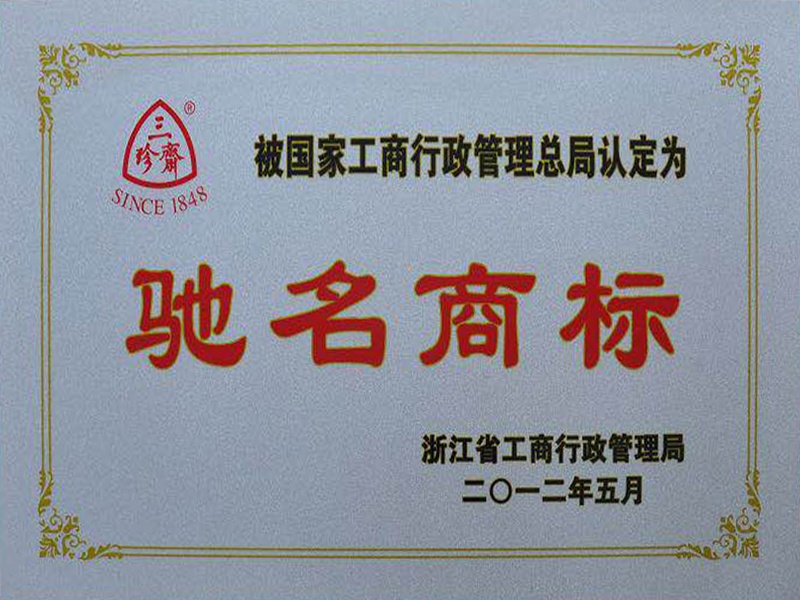 三
珍齋
®
SINCE 1848
被国家工商行政管理总局认定为
驰名商标
浙江省工商行政管理局
二〇一二年五月